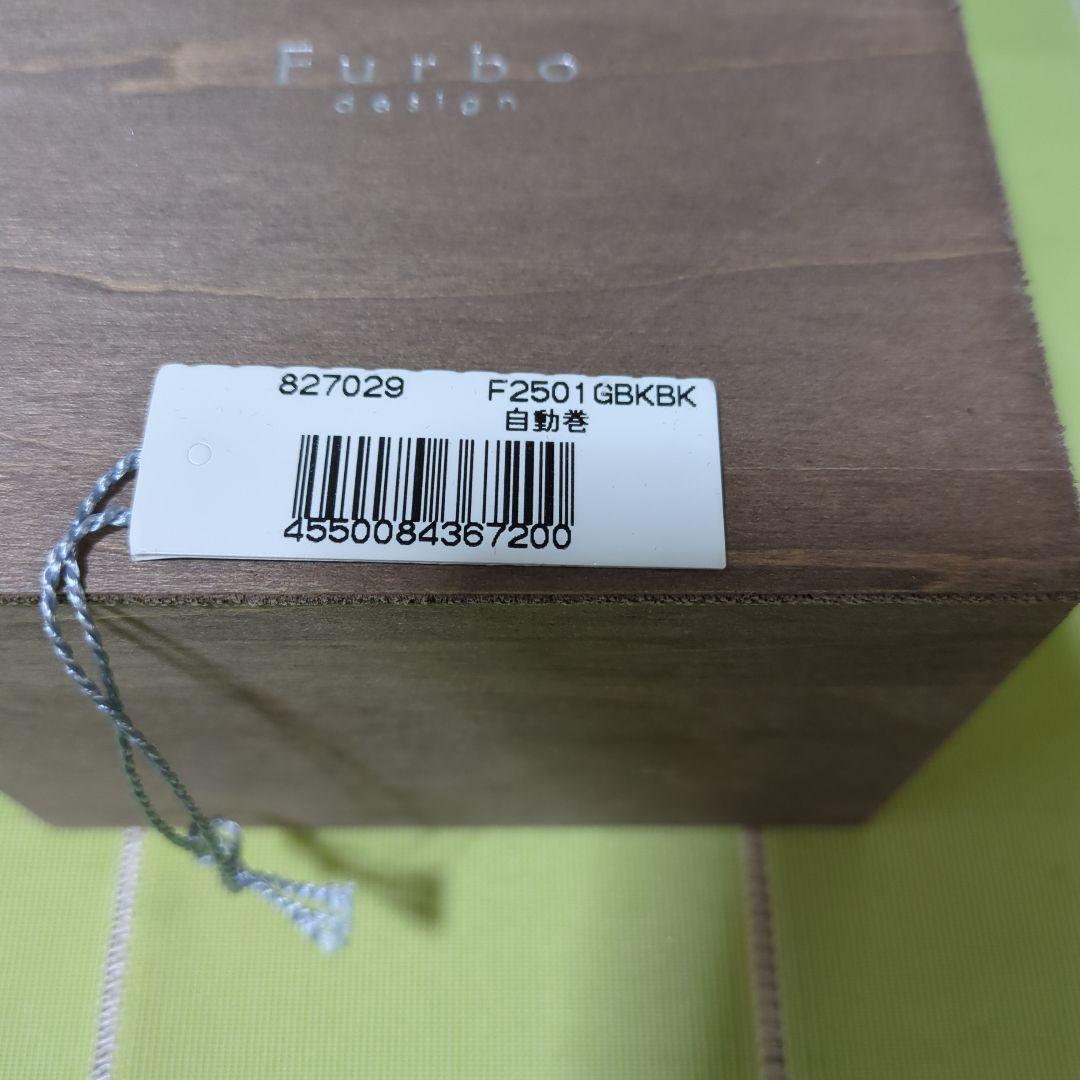 Furbo
design
827029 F2501GBKBK
自動巻
4550084367200